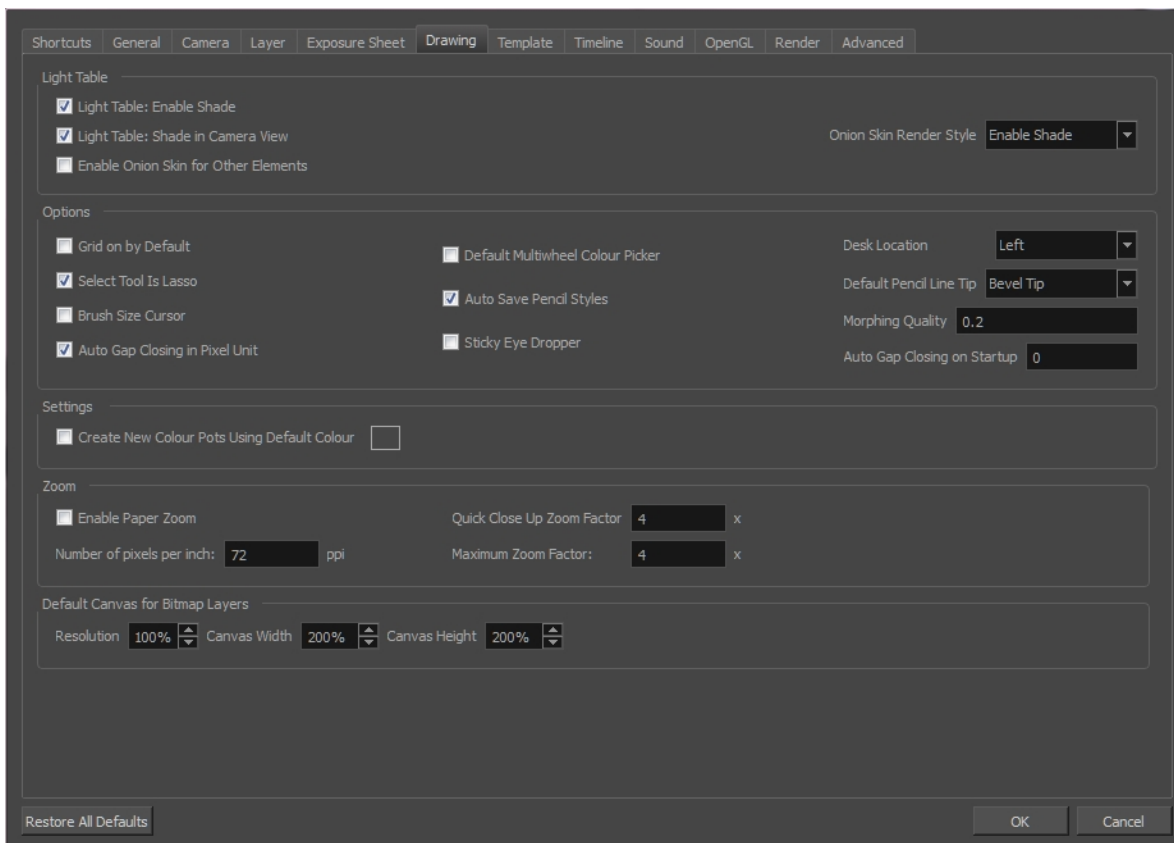 Shortcuts General Camera Layer Exposure Sheet Drawing Template Timeline Sound OpenGL Render Advanced
Light Table
Light Table: Enable Shade
Light Table: Shade in Camera View
Onion Skin Render Style Enable Shade
Enable Onion Skin for Other Elements
Options
Grid on by Default
Select Tool Is Lasso
Brush Size Cursor
Auto Gap Closing in Pixel Unit
Default Multiwheel Colour Picker
Auto Save Pencil Styles
Sticky Eye Dropper
Desk Location Left
Default Pencil Line Tip Bevel Tip
Morphing Quality 0.2
Auto Gap Closing on Startup 0
Settings
Create New Colour Pots Using Default Colour
Zoom
Enable Paper Zoom
Quick Close Up Zoom Factor 4 x
Number of pixels per inch: 72 ppi
Maximum Zoom Factor: 4 x
Default Canvas for Bitmap Layers
Resolution 100% Canvas Width 200% Canvas Height 200%
Restore All Defaults
OK
Cancel